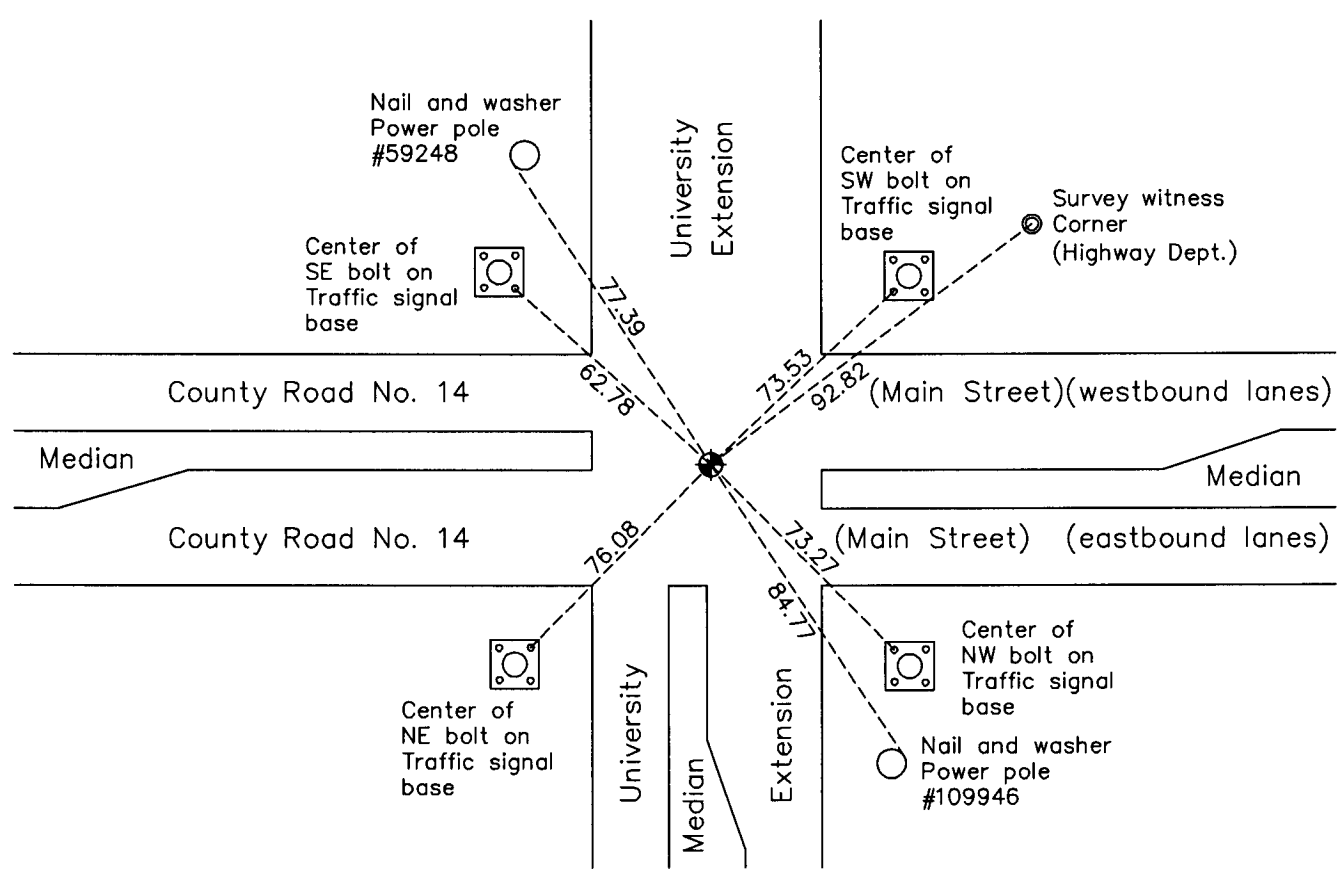 Nail and washer
Power pole
#59248
University
Extension
Center of
SW bolt on
Traffic signal
base
Survey witness
Corner
(Highway Dept.)
Center of
SE bolt on
Traffic signal
base
77.39
62.78
73.53
92.82
County Road No. 14
(Main Street)(westbound lanes)
Median
Median
County Road No. 14
(Main Street) (eastbound lanes)
76.08
73.27
84.77
Center of
NE bolt on
Traffic signal
base
University
Median
Extension
Center of
NW bolt on
Traffic signal
base
Nail and washer
Power pole
#109946